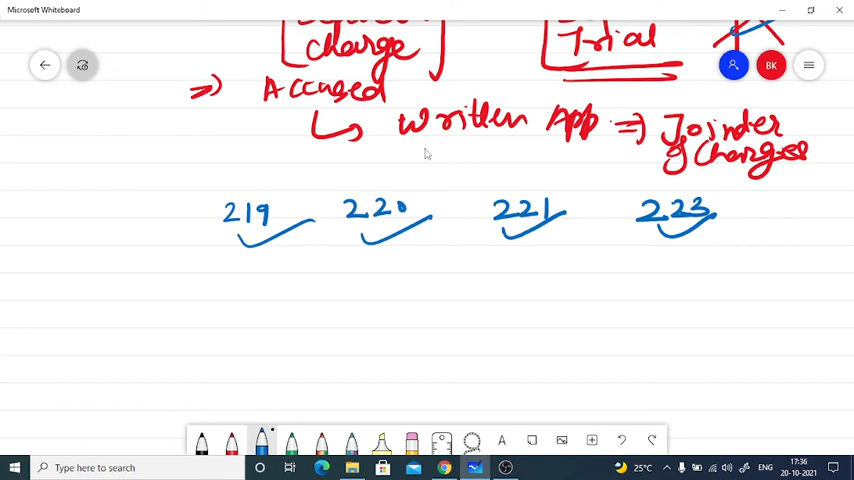 Microsoft Whiteboard
charge
Trial
BK
⇒ Accused
↳ Written App ⇒ Joinder
of Charges
219 220 221 223
Type here to search
25°C
ENG
17:36
20-10-2021